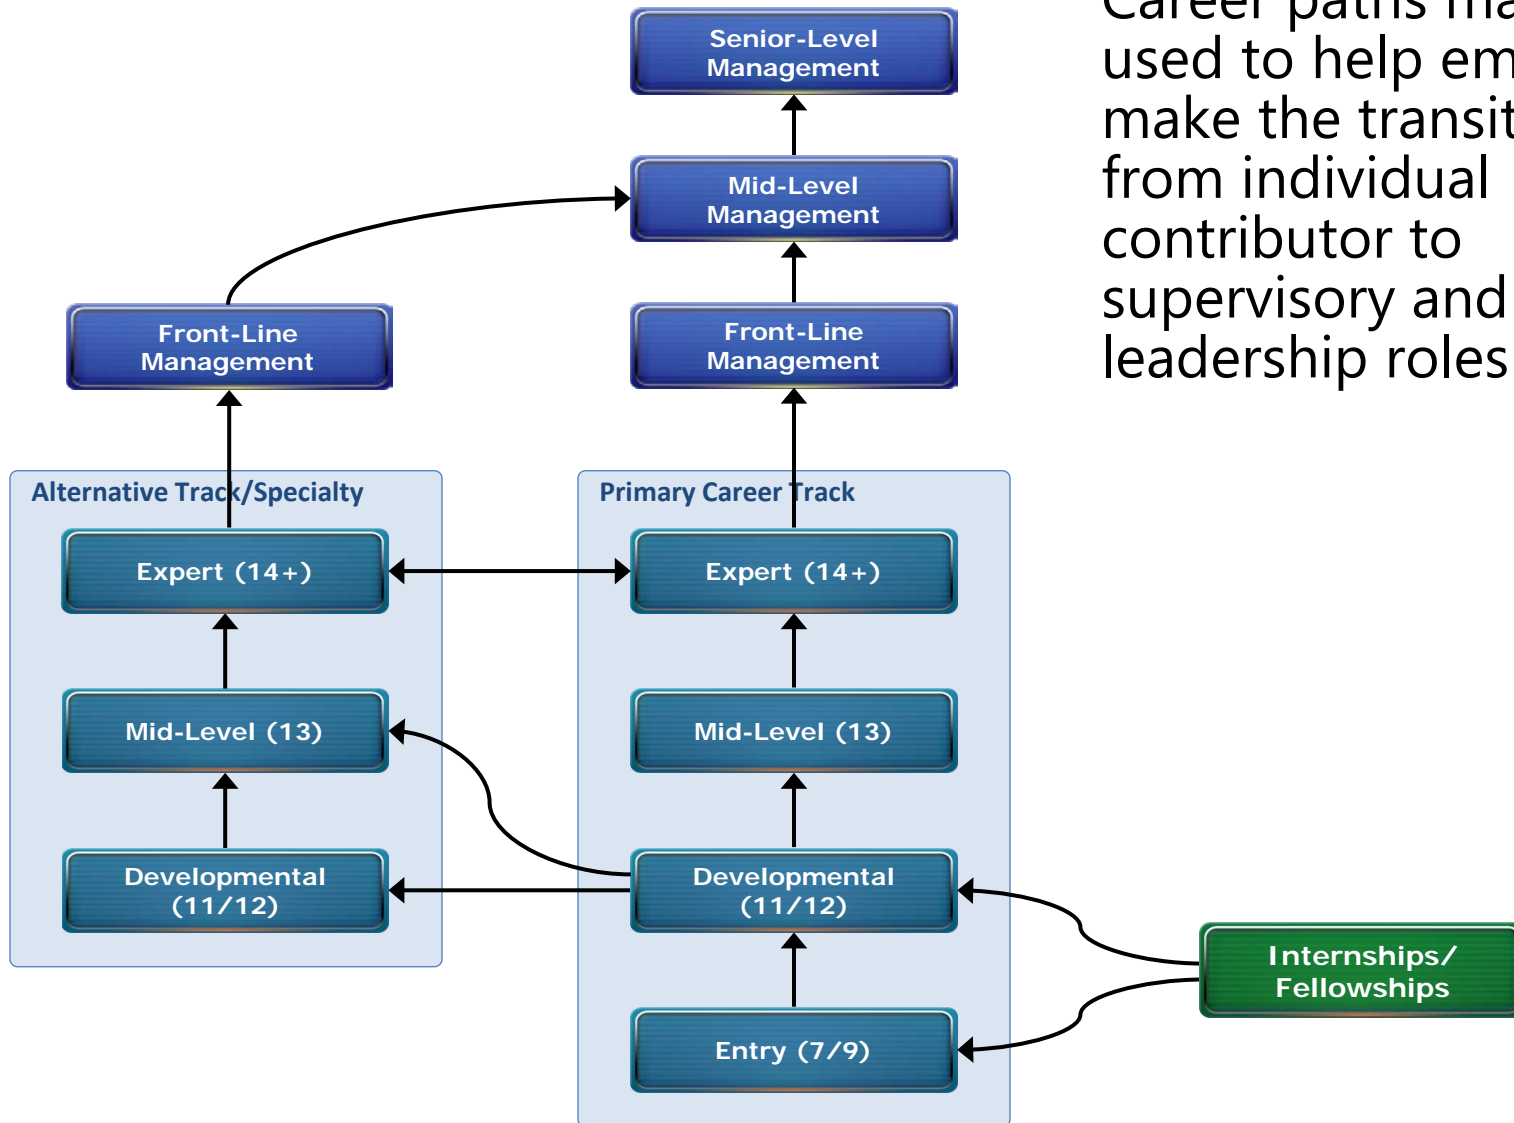 Senior-Level
Management
Mid-Level
Management
Front-Line
Management
Front-Line
Management
Career paths
used to help
make the
from individual
contributor to
supervisory and
leadership roles
Alternative Track/Specialty
Primary Career Track
Expert (14+)
Expert (14+)
Mid-Level (13)
Mid-Level (13)
Developmental
(11/12)
Developmental
(11/12)
Internships/
Fellowships
Entry (7/9)